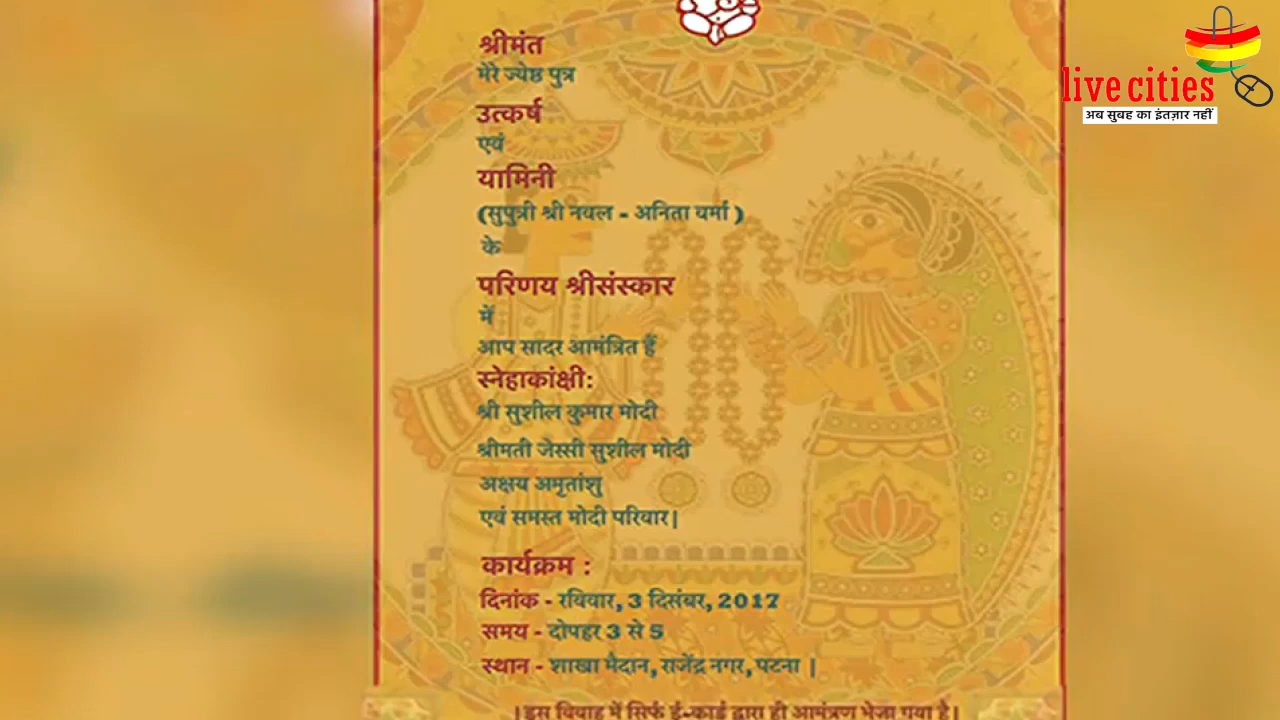 श्रीमंत
मेरे ज्येष्ठ पुत्र
उत्कर्ष
एवं
यामिनी
(सुपुत्री श्री नवल - अनिता वर्मा )
के
परिणय श्रीसंस्कार
में
आप सादर आमंत्रित हैं
स्नेहाकांक्षी:
श्री सुशील कुमार मोदी
श्रीमती जेस्सी सुशील मोदी
अक्षय अमृतांशु
एवं समस्त मोदी परिवार|
कार्यक्रम :
दिनांक - रविवार, 3 दिसंबर, 2017
समय - दोपहर 3 से 5
स्थान - शाखा मैदान, राजेंद्र नगर, पटना |
|इस विवाह में सिर्फ ई-कार्ड द्वारा ही आमंत्रण भेजा गया है|
live cities
अब सुबह का इंतज़ार नहीं